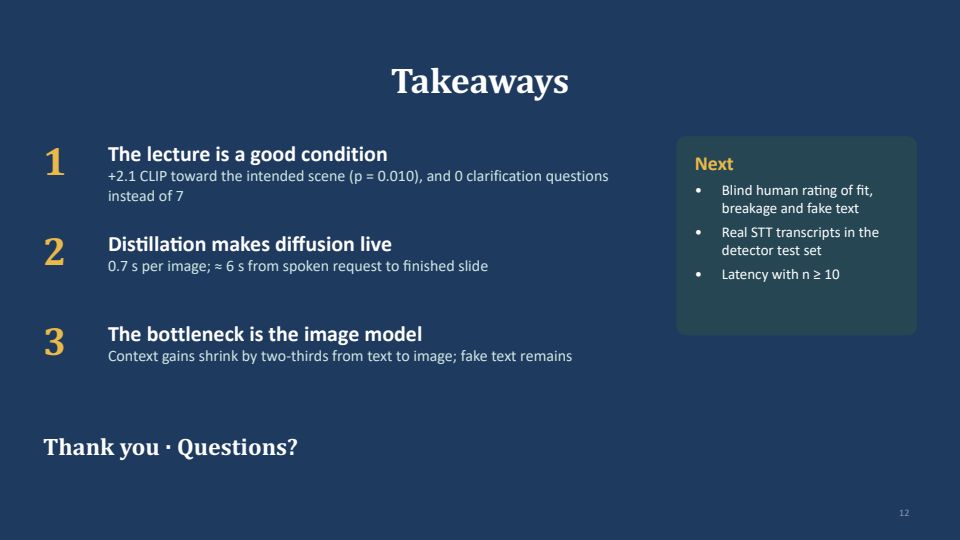 Takeaways
1
The lecture is a good condition
+2.1 CLIP toward the intended scene (p = 0.010), and 0 clarification questions
instead of 7
2
Distillation makes diffusion live
0.7 s per image; ≈ 6 s from spoken request to finished slide
3
The bottleneck is the image model
Context gains shrink by two-thirds from text to image; fake text remains
Next
• Blind human rating of fit,
breakage and fake text
• Real STT transcripts in the
detector test set
• Latency with n ≥ 10
Thank you · Questions?
12